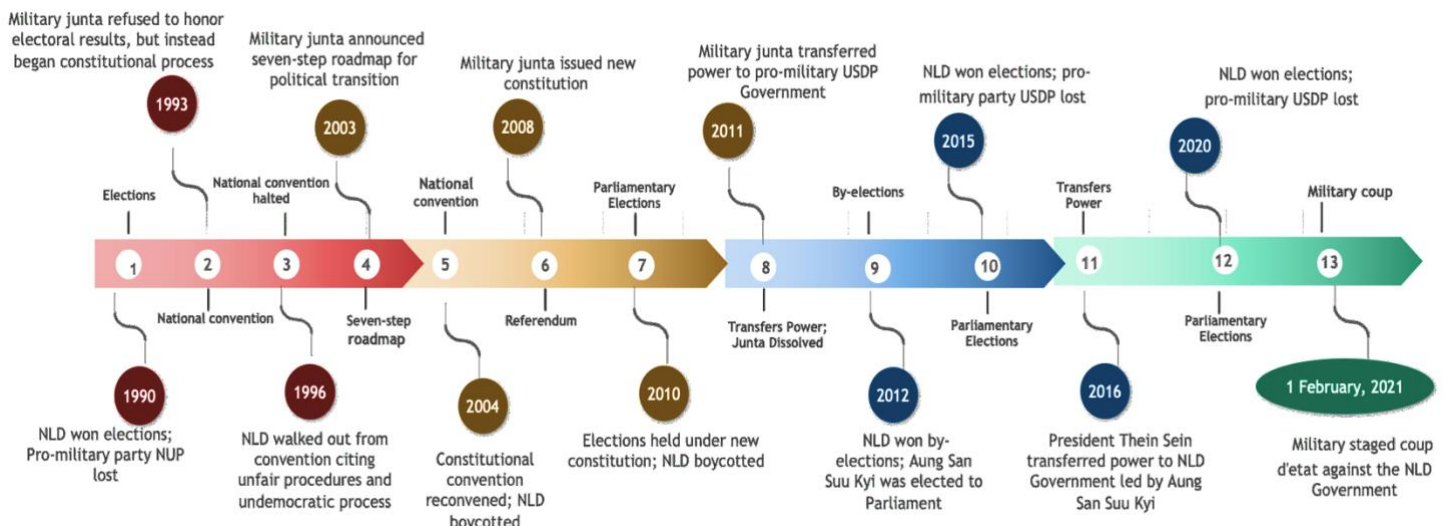 Military junta refused to honor
electoral results, but instead
began constitutional process
1993
Military junta announced
seven-step roadmap for
political transition
2003
Military junta issued new
constitution
2008
Military junta transferred
power to pro-military USDP
Government
2011
NLD won elections; pro-
military party USDP lost
2015
NLD won elections;
pro-military USDP lost
2020
Elections
National convention
halted
National
convention
Parliamentary
Elections
By-elections
Transfers
Power
Military coup
1
2
3
4
5
6
7
8
9
10
11
12
13
National convention
Seven-step
roadmap
Referendum
Transfers Power;
Junta Dissolved
Parliamentary
Elections
Parliamentary
Elections
1990
NLD won elections;
Pro-military party NUP
lost
1996
NLD walked out from
convention citing
unfair procedures and
undemocratic process
2004
Constitutional
convention
reconvened; NLD
boycotted
2010
Elections held under new
constitution; NLD boycotted
2012
NLD won by-
elections; Aung San
Suu Kyi was elected to
Parliament
2016
President Thein Sein
transferred power to NLD
Government led by Aung
San Suu Kyi
1 February, 2021
Military staged coup
d'etat against the NLD
Government